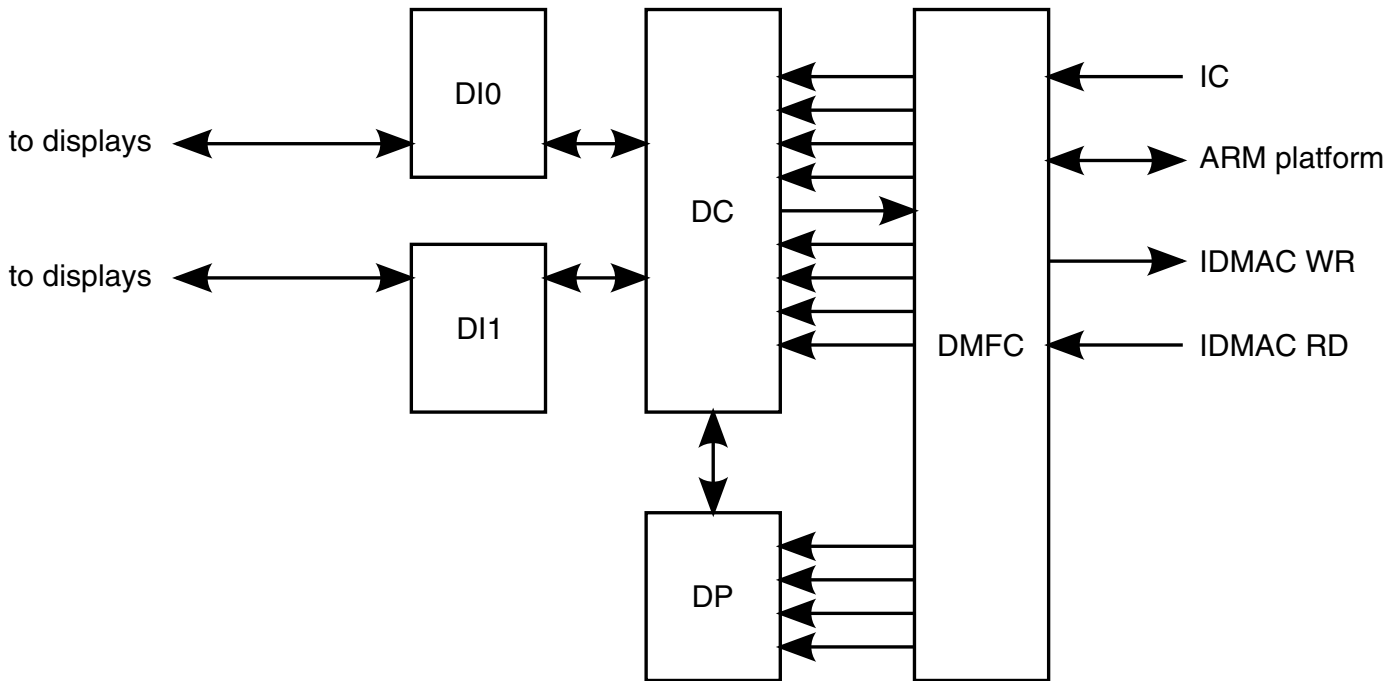 DI0
IC
to displays
ARM platform
DC
to displays
IDMAC WR
DI1
DMFC
IDMAC RD
DP